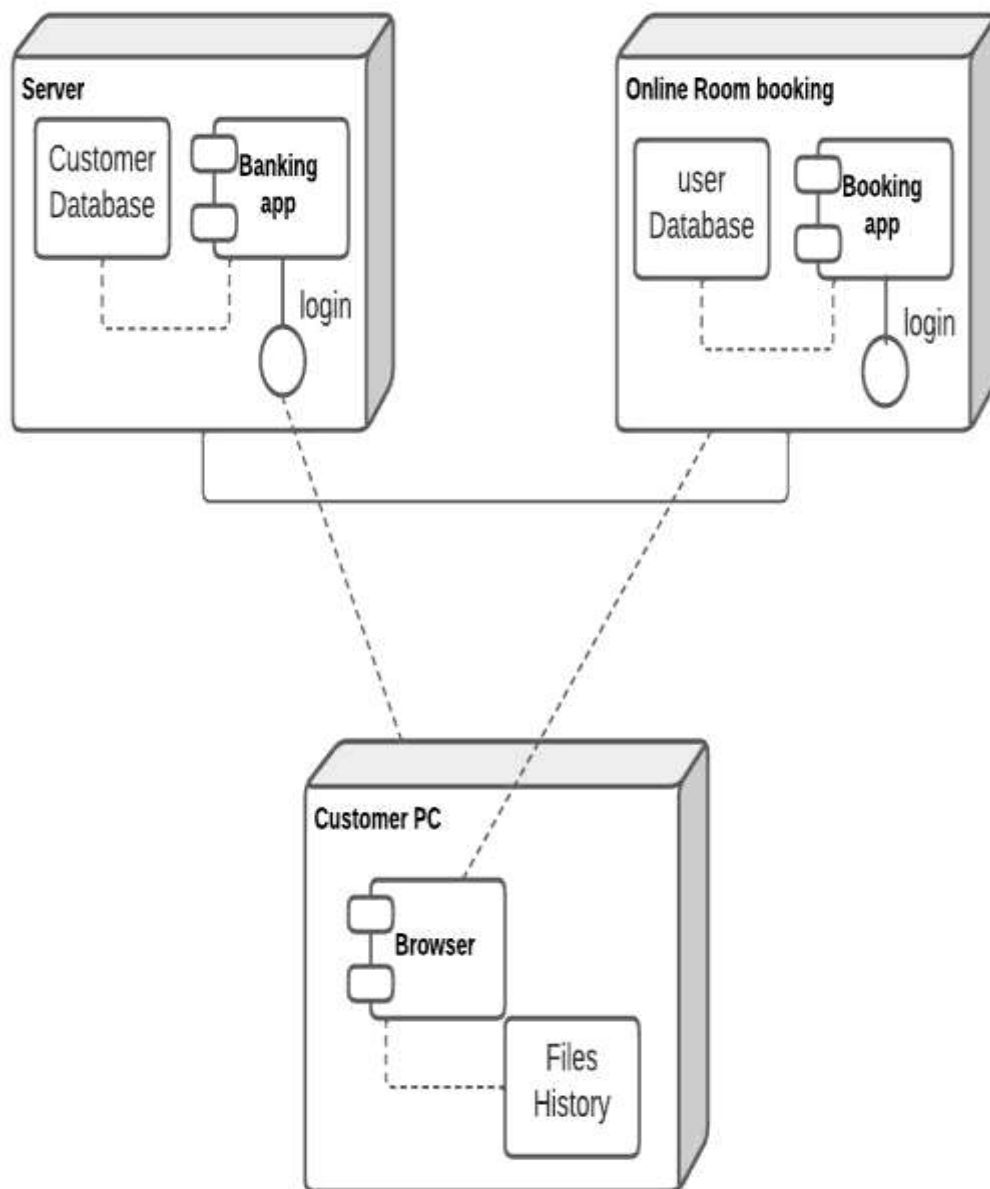 Server
Customer
Database
Banking
app
login
Online Room booking
user
Database
Booking
app
login
Customer PC
Browser
Files
History